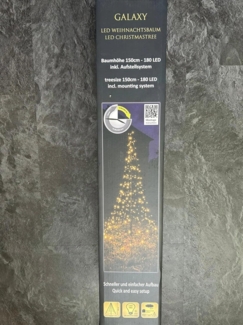 GALAXY
LED WEIHNACHTSBAUM
LED CHRISTMASTREE
Baumhöhe 150cm - 180 LED
inkl. Aufstellsystem
treesize 150cm - 180 LED
incl. mounting system
Schneller und einfacher Aufbau
Quick and easy setup